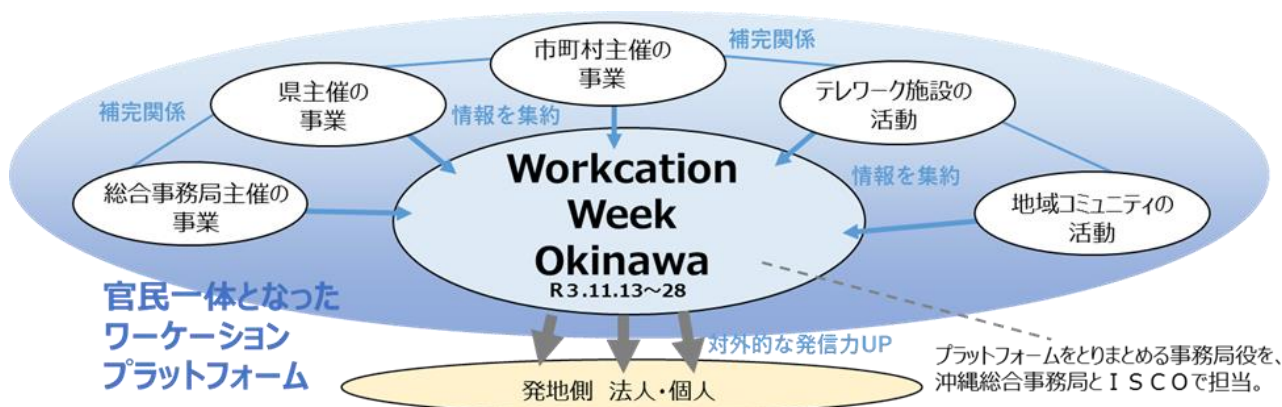 市町村主催の
事業
補完関係
県主催の
事業
テレワーク施設の
活動
補完関係
情報を集約
総合事務局主催の
事業
Workcation
Week
Okinawa
R3.11.13～28
情報を集約
地域コミュニティの
活動
官民一体となった
ワーケーション
プラットフォーム
対外的な発信力UP
プラットフォームをとりまとめる事務局役を、
沖縄総合事務局とＩＳＣＯで担当。
発地側 法人・個人